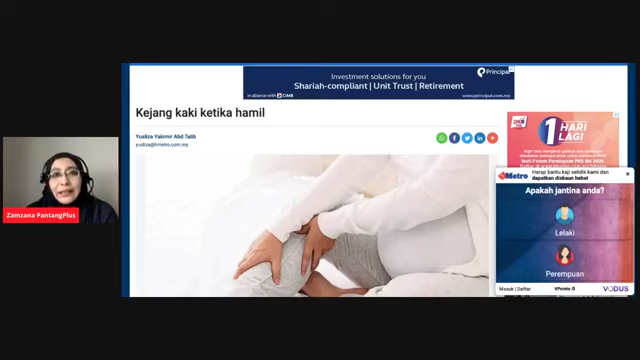 Investment solutions for you
Shariah-compliant | Unit Trust | Retirement
In alliance with CIMB
Principal
www.principal.com.my
Kejang kaki ketika hamil
Yusliza Yakimir Abd Talib
yusliza@hmetro.com.my
1 HARI
LAGI
Metro
Harap bantu kaji selidik kami dan
dapatkan diskaun hebat
Apakah jantina anda?
Lelaki
Perempuan
Masuk | Daftar
VPoints: 0
VODUS
Zamzana PantangPlus